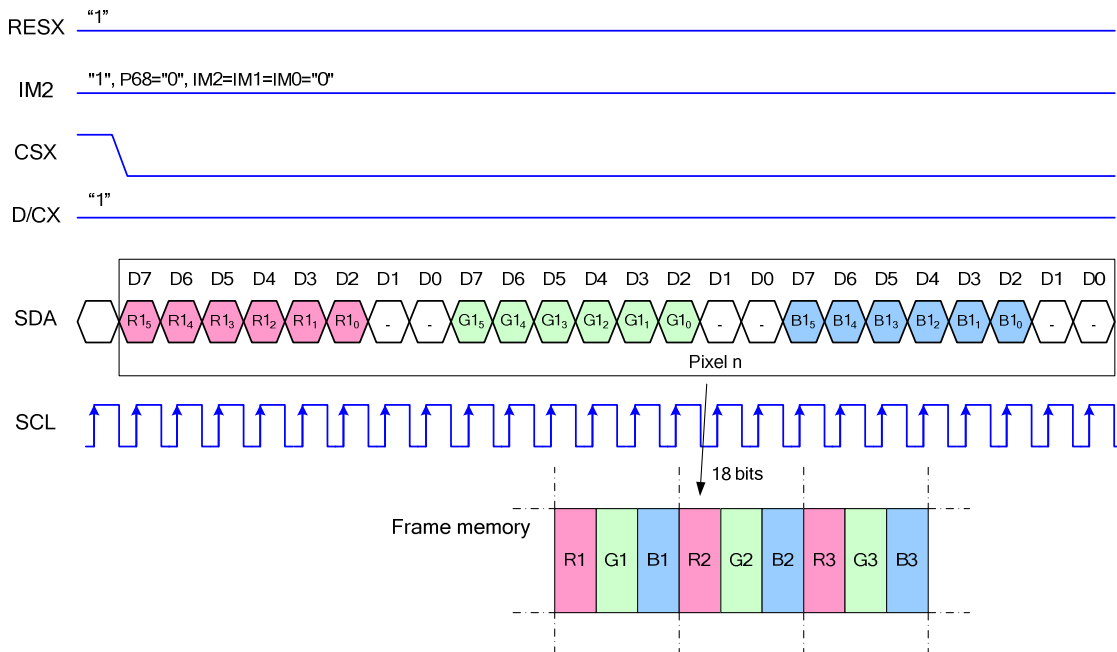 RESX “1”
IM2 "1", P68="0", IM2=IM1=IM0="0"
CSX
D/CX “1”
D7 D6 D5 D4 D3 D2 D1 D0 D7 D6 D5 D4 D3 D2 D1 D0 D7 D6 D5 D4 D3 D2 D1 D0
SDA R1₅ R1₄ R1₃ R1₂ R1₁ R1₀ - - G1₅ G1₄ G1₃ G1₂ G1₁ G1₀ - - B1₅ B1₄ B1₃ B1₂ B1₁ B1₀ - -
Pixel n
SCL
18 bits
Frame memory
R1 G1 B1 R2 G2 B2 R3 G3 B3